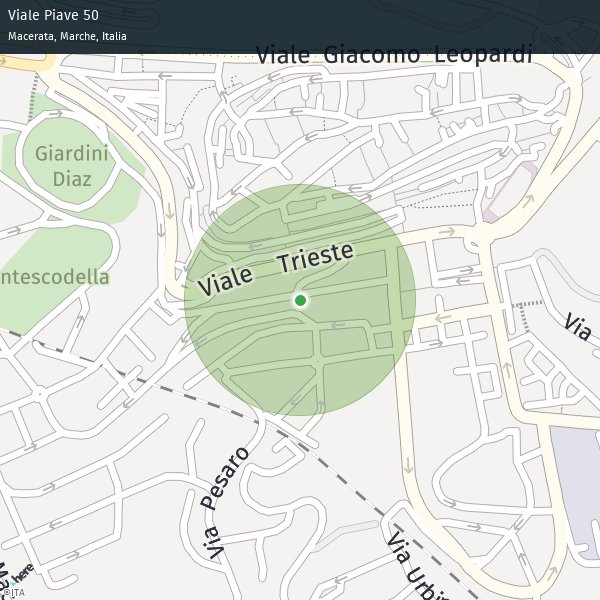 Viale Piave 50
Macerata, Marche, Italia
Viale Giacomo Leopardi
Giardini
Diaz
Viale Trieste
ntescodella
Via
Via Pesaro
Via Urbin
Ma
here
©ITA